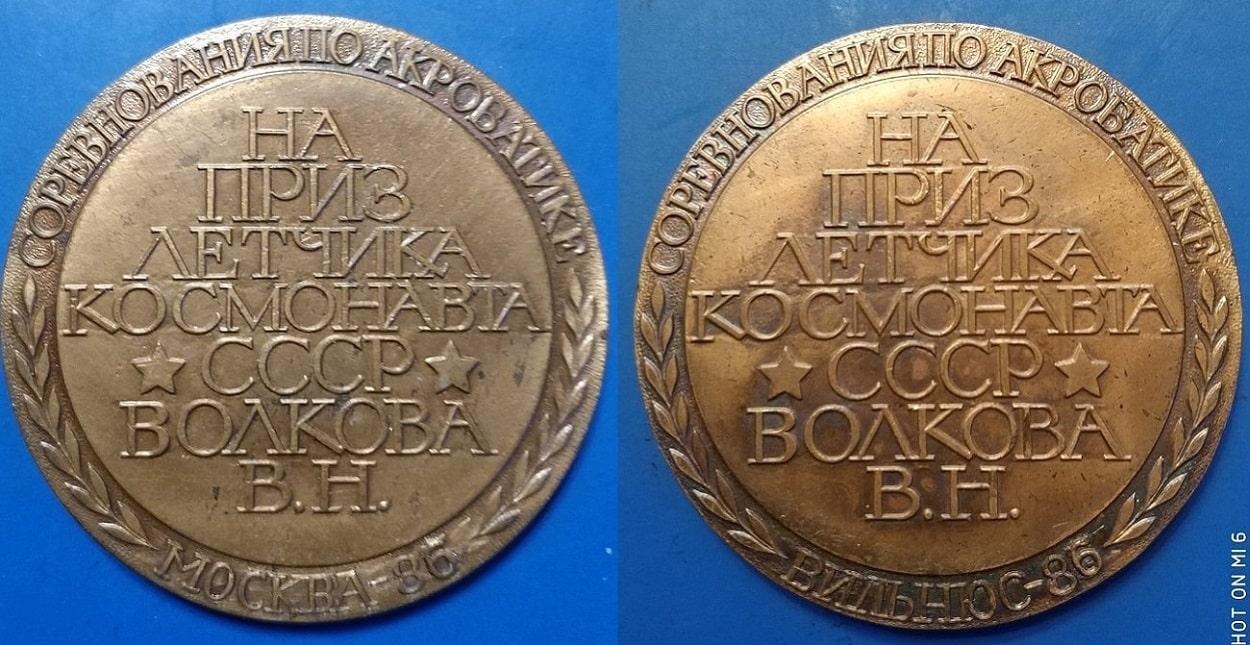 СОРЕВНОВАНИЯ ПО АКРОБАТИКЕ
НА
ПРИЗ
ЛЕТЧИКА
КОСМОНАВТА
СССР
ВОЛКОВА
В.Н.
МОСКВА-86
СОРЕВНОВАНИЯ ПО АКРОБАТИКЕ
НА
ПРИЗ
ЛЕТЧИКА
КОСМОНАВТА
СССР
ВОЛКОВА
В.Н.
ВИЛЬНЮС-86
HOT ON MI 6